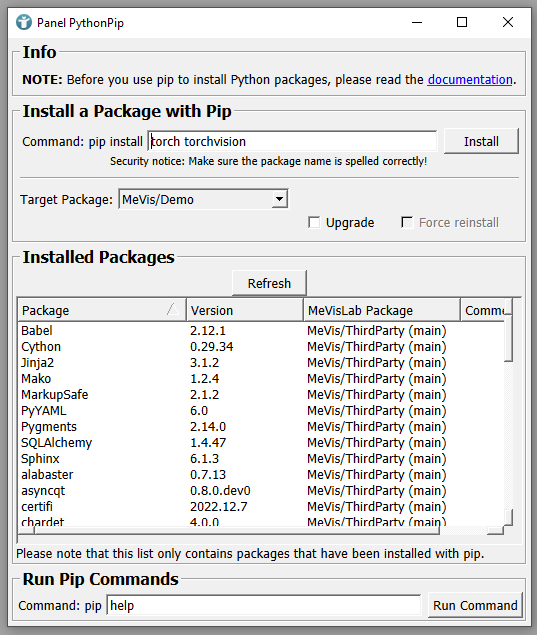 Panel PythonPip
Info
NOTE: Before you use pip to install Python packages, please read the documentation.
Install a Package with Pip
Command: pip install torch torchvision Install
Security notice: Make sure the package name is spelled correctly!
Target Package: MeVis/Demo
Upgrade Force reinstall
Installed Packages
Refresh
Package Version MeVisLab Package Comme
Babel 2.12.1 MeVis/ThirdParty (main)
Cython 0.29.34 MeVis/ThirdParty (main)
Jinja2 3.1.2 MeVis/ThirdParty (main)
Mako 1.2.4 MeVis/ThirdParty (main)
MarkupSafe 2.1.2 MeVis/ThirdParty (main)
PyYAML 6.0 MeVis/ThirdParty (main)
Pygments 2.14.0 MeVis/ThirdParty (main)
SQLAlchemy 1.4.47 MeVis/ThirdParty (main)
Sphinx 6.1.3 MeVis/ThirdParty (main)
alabaster 0.7.13 MeVis/ThirdParty (main)
asyncqt 0.8.0.dev0 MeVis/ThirdParty (main)
certifi 2022.12.7 MeVis/ThirdParty (main)
chardet 4.0.0 MeVis/ThirdParty (main)
Please note that this list only contains packages that have been installed with pip.
Run Pip Commands
Command: pip help Run Command